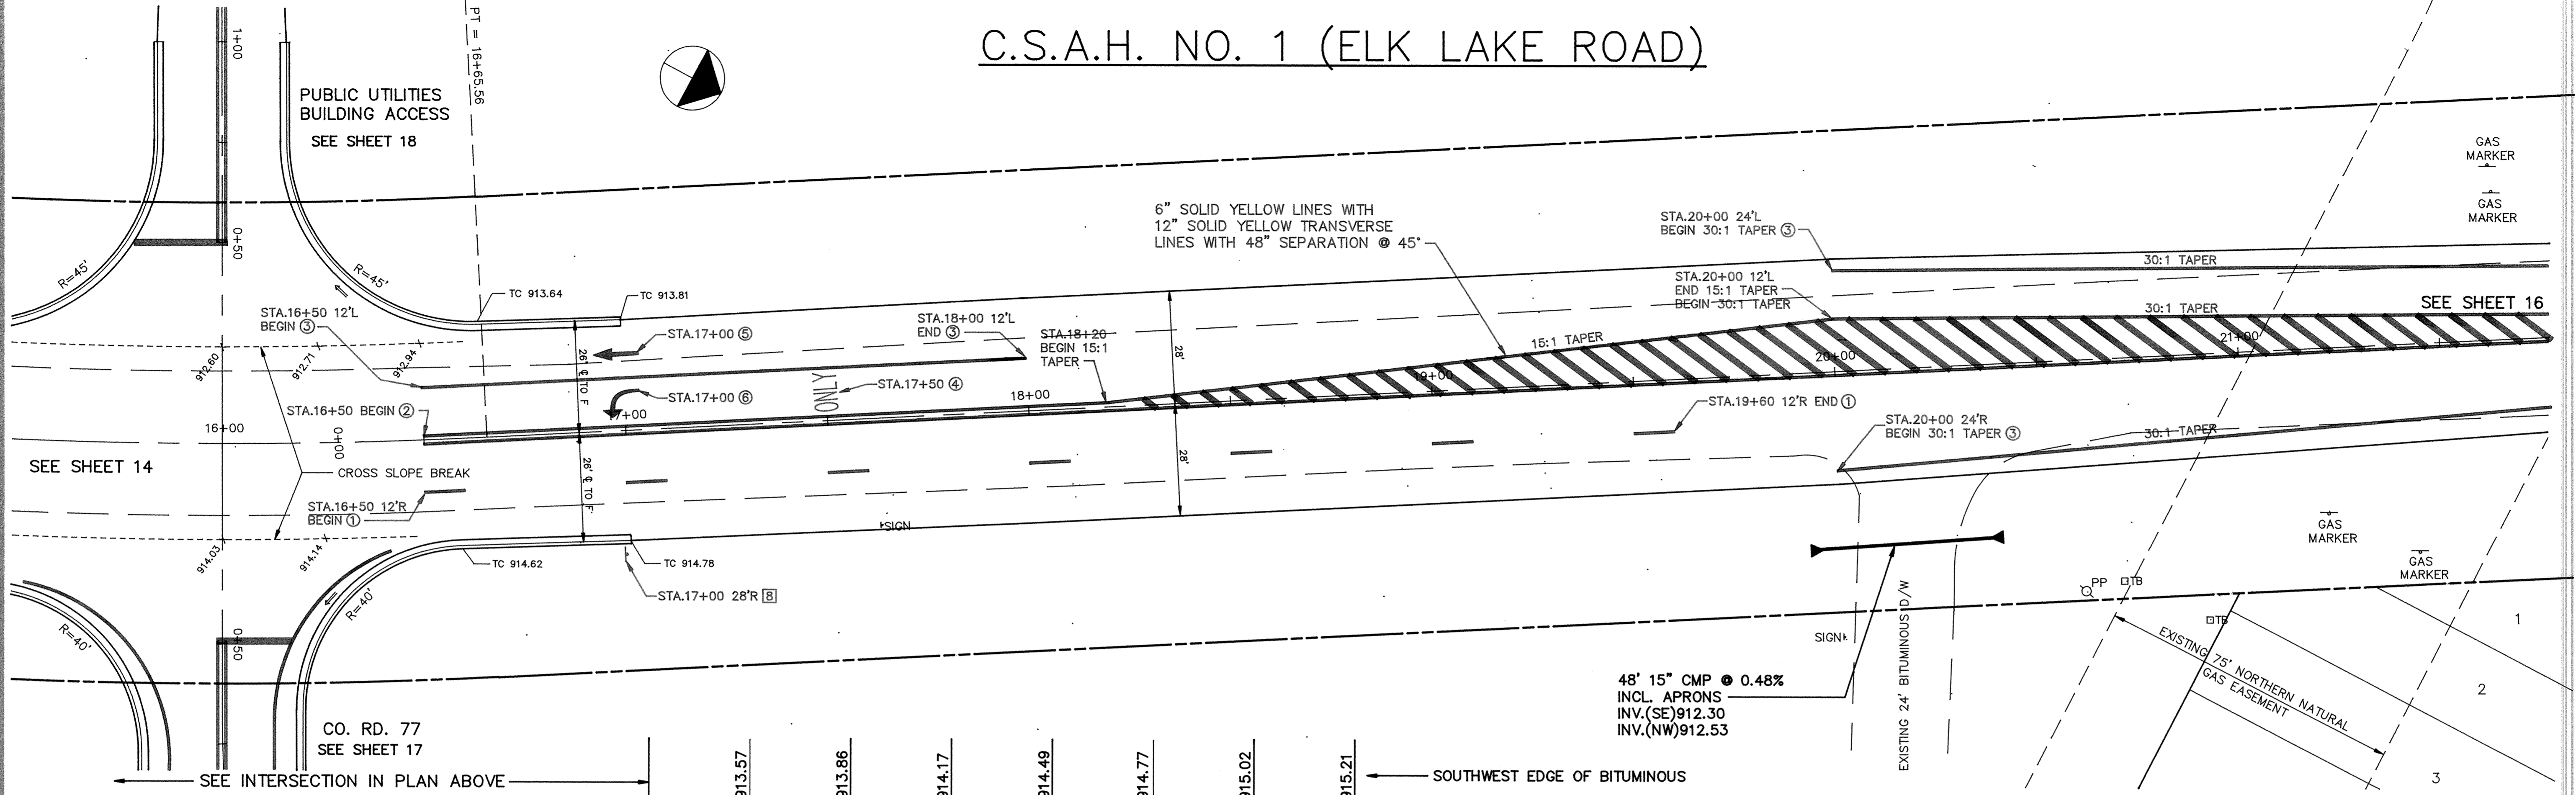 C.S.A.H. NO. 1 (ELK LAKE ROAD)
1+00
PT = 16+65.56
PUBLIC UTILITIES
BUILDING ACCESS
SEE SHEET 18
0+50
R=45'
R=45'
TC 913.64
TC 913.81
STA.16+50 12'L
BEGIN ③
912.60
912.71 X
912.94 X
STA.17+00 ⑤
STA.17+00 ⑥
26' ℄ TO F
STA.18+00 12'L
END ③
STA.18+20
BEGIN 15:1
TAPER
ONLY
STA.17+50 ④
28'
6" SOLID YELLOW LINES WITH
12" SOLID YELLOW TRANSVERSE
LINES WITH 48" SEPARATION @ 45°
STA.20+00 24'L
BEGIN 30:1 TAPER ③
STA.20+00 12'L
END 15:1 TAPER
BEGIN 30:1 TAPER
15:1 TAPER
30:1 TAPER
30:1 TAPER
GAS
MARKER
GAS
MARKER
SEE SHEET 16
STA.16+50 BEGIN ②
16+00
0+00
17+00
18+00
19+00
20+00
21+00
SEE SHEET 14
CROSS SLOPE BREAK
STA.16+50 12'R
BEGIN ①
26' ℄ TO F
28'
STA.19+60 12'R END ①
STA.20+00 24'R
BEGIN 30:1 TAPER ③
30:1 TAPER
914.03
914.14 X
SIGN
TC 914.62
TC 914.78
STA.17+00 28'R 8
R=40'
R=40'
0+50
GAS
MARKER
GAS
MARKER
PP
TB
TB
SIGN
EXISTING 24' BITUMINOUS D/W
48' 15" CMP @ 0.48%
INCL. APRONS
INV.(SE)912.30
INV.(NW)912.53
EXISTING 75' NORTHERN NATURAL
GAS EASEMENT
1
2
3
CO. RD. 77
SEE SHEET 17
SEE INTERSECTION IN PLAN ABOVE
913.57
913.86
914.17
914.49
914.77
915.02
915.21
SOUTHWEST EDGE OF BITUMINOUS